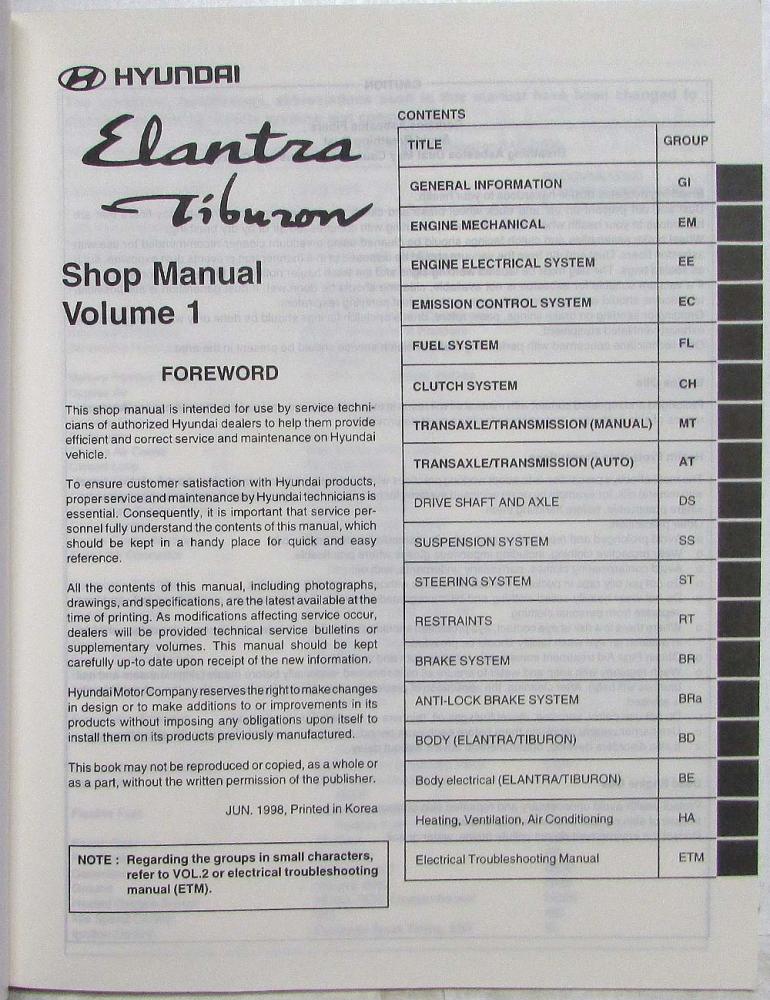 HYUNDAI
Elantra
Tiburon
Shop Manual
Volume 1
FOREWORD
This shop manual is intended for use by service techni-
cians of authorized Hyundai dealers to help them provide
efficient and correct service and maintenance on Hyundai
vehicle.
To ensure customer satisfaction with Hyundai products,
proper service and maintenance by Hyundai technicians is
essential. Consequently, it is important that service per-
sonnel fully understand the contents of this manual, which
should be kept in a handy place for quick and easy
reference.
All the contents of this manual, including photographs,
drawings, and specifications, are the latest available at the
time of printing. As modifications affecting service occur,
dealers will be provided technical service bulletins or
supplementary volumes. This manual should be kept
carefully up-to date upon receipt of the new information.
Hyundai Motor Company reserves the right to make changes
in design or to make additions to or improvements in its
products without imposing any obligations upon itself to
install them on its products previously manufactured.
This book may not be reproduced or copied, as a whole or
as a part, without the written permission of the publisher.
JUN. 1998, Printed in Korea
NOTE : Regarding the groups in small characters,
refer to VOL.2 or electrical troubleshooting
manual (ETM).
CONTENTS
TITLE GROUP
GENERAL INFORMATION GI
ENGINE MECHANICAL EM
ENGINE ELECTRICAL SYSTEM EE
EMISSION CONTROL SYSTEM EC
FUEL SYSTEM FL
CLUTCH SYSTEM CH
TRANSAXLE/TRANSMISSION (MANUAL) MT
TRANSAXLE/TRANSMISSION (AUTO) AT
DRIVE SHAFT AND AXLE DS
SUSPENSION SYSTEM SS
STEERING SYSTEM ST
RESTRAINTS RT
BRAKE SYSTEM BR
ANTI-LOCK BRAKE SYSTEM BRa
BODY (ELANTRA/TIBURON) BD
Body electrical (ELANTRA/TIBURON) BE
Heating, Ventilation, Air Conditioning HA
Electrical Troubleshooting Manual ETM